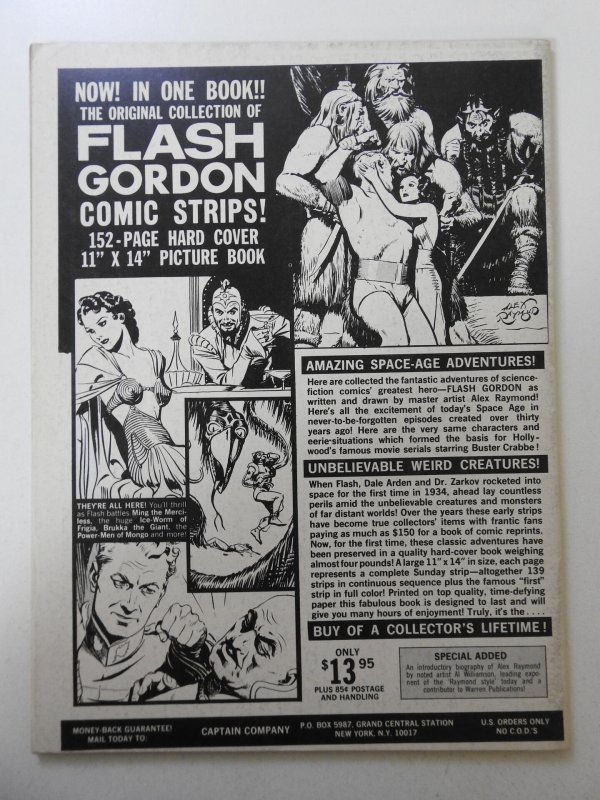 NOW! IN ONE BOOK!!
THE ORIGINAL COLLECTION OF
FLASH
GORDON
COMIC STRIPS!
152-PAGE HARD COVER
11" X 14" PICTURE BOOK
ALEX
RAYMOND
THEY'RE ALL HERE! You'll thrill
as Flash battles Ming the Merci-
less, the huge Ice-Worm of
Frigia, Brukka the Giant, the
Power-Men of Mongo and more!
AMAZING SPACE-AGE ADVENTURES!
Here are collected the fantastic adventures of science-
fiction comics' greatest hero—FLASH GORDON as
written and drawn by master artist Alex Raymond!
Here's all the excitement of today's Space Age in
never-to-be-forgotten episodes created over thirty
years ago! Here are the very same characters and
eerie situations which formed the basis for Holly-
wood's famous movie serials starring Buster Crabbe!
UNBELIEVABLE WEIRD CREATURES!
When Flash, Dale Arden and Dr. Zarkov rocketed into
space for the first time in 1934, ahead lay countless
perils amid the unbelievable creatures and monsters
of far distant worlds! Over the years these early strips
have become true collectors' items with frantic fans
paying as much as $150 for a book of comic reprints.
Now, for the first time, these classic adventures have
been preserved in a quality hard-cover book weighing
almost four pounds! A large 11" x 14" in size, each page
represents a complete Sunday strip—altogether 139
strips in continuous sequence plus the famous "first"
strip in full color! Printed on top quality, time-defying
paper this fabulous book is designed to last and will
give you many hours of enjoyment! Truly, it's the ....
BUY OF A COLLECTOR'S LIFETIME!
ONLY
$13.95
PLUS 85¢ POSTAGE
AND HANDLING
SPECIAL ADDED
An introductory biography of Alex Raymond
by noted artist Al Williamson, leading expo-
nent of the 'Raymond style' today and a
contributor to Warren Publications!
MONEY-BACK GUARANTEE!
MAIL TODAY TO:
CAPTAIN COMPANY
P.O. BOX 5987, GRAND CENTRAL STATION
NEW YORK, N.Y. 10017
U.S. ORDERS ONLY
NO C.O.D.'S